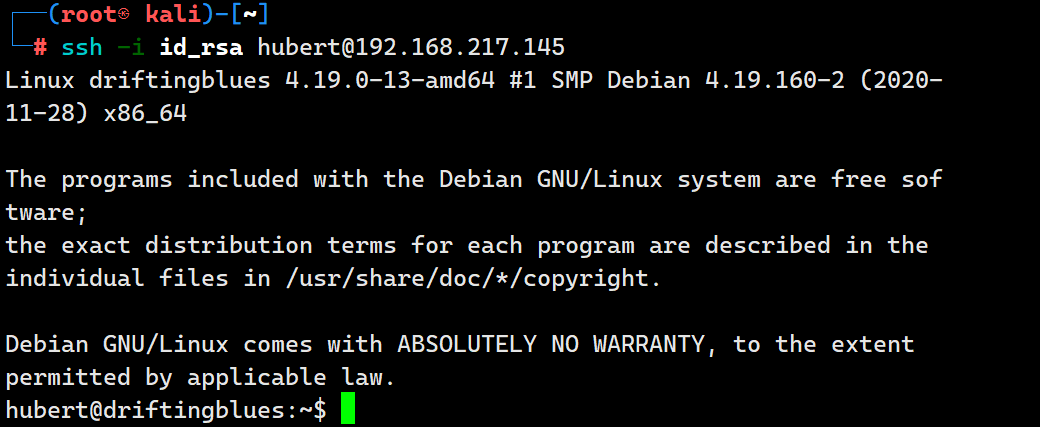 ┌──(root㉿ kali)-[~]
└─# ssh -i id_rsa hubert@192.168.217.145
Linux driftingblues 4.19.0-13-amd64 #1 SMP Debian 4.19.160-2 (2020-
11-28) x86_64
The programs included with the Debian GNU/Linux system are free sof
tware;
the exact distribution terms for each program are described in the
individual files in /usr/share/doc/*/copyright.
Debian GNU/Linux comes with ABSOLUTELY NO WARRANTY, to the extent
permitted by applicable law.
hubert@driftingblues:~$